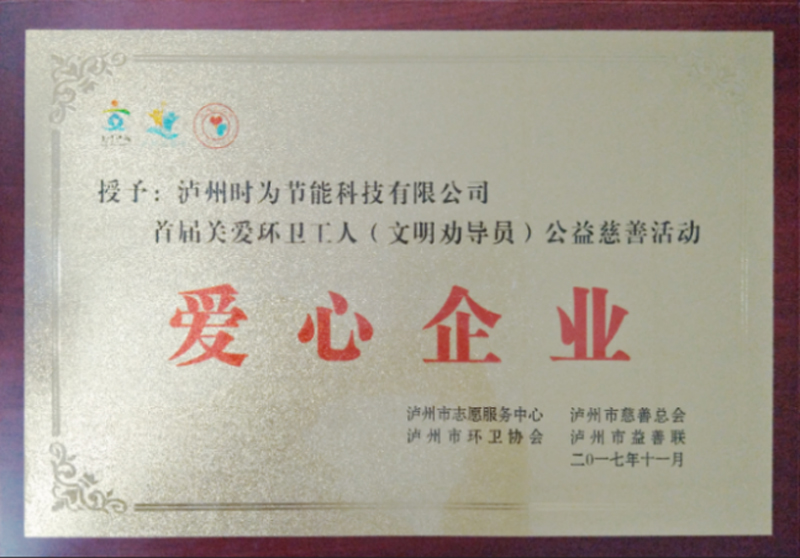 授予：泸州时为节能科技有限公司
首届关爱环卫工人（文明劝导员）公益慈善活动
爱心企业
泸州市志愿服务中心 泸州市慈善总会
泸州市环卫协会 泸州市益善联
二〇一七年十一月